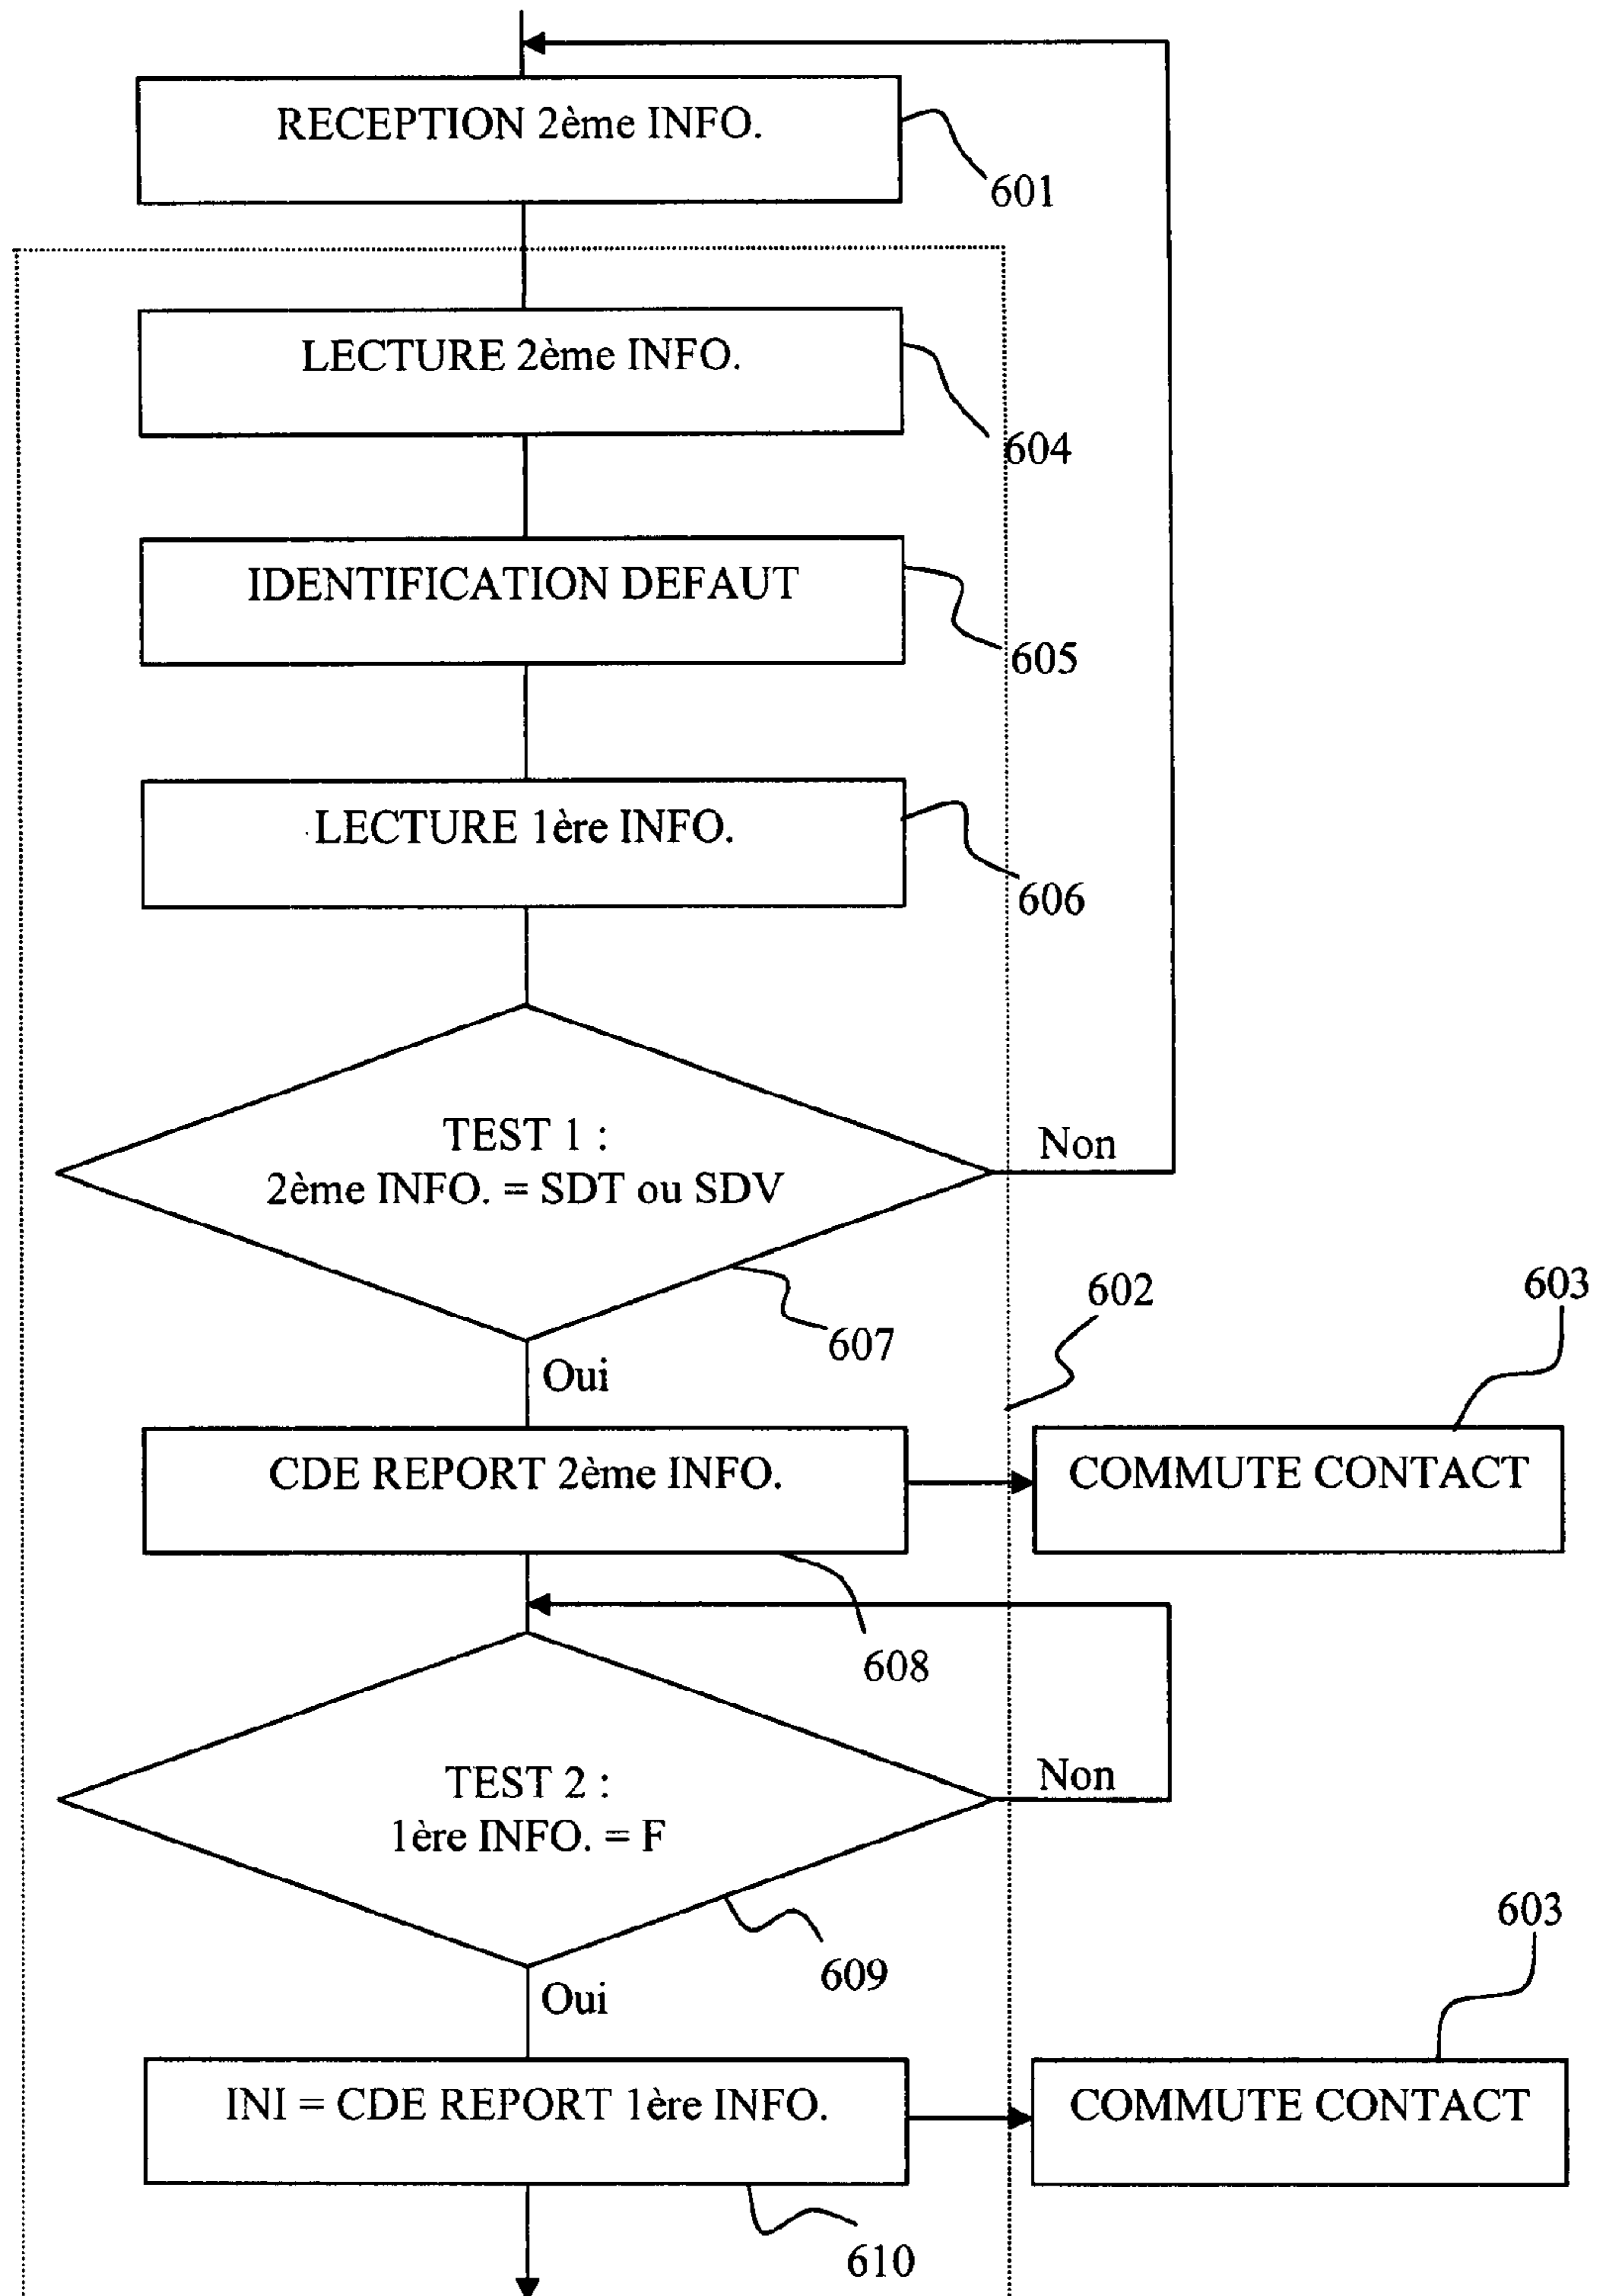 RECEPTION 2ème INFO.
601
LECTURE 2ème INFO.
604
IDENTIFICATION DEFAUT
605
LECTURE 1ère INFO.
606
TEST 1 :
2ème INFO. = SDT ou SDV
Non
607
Oui
602
603
CDE REPORT 2ème INFO.
COMMUTE CONTACT
608
TEST 2 :
1ère INFO. = F
Non
609
Oui
603
INI = CDE REPORT 1ère INFO.
COMMUTE CONTACT
610